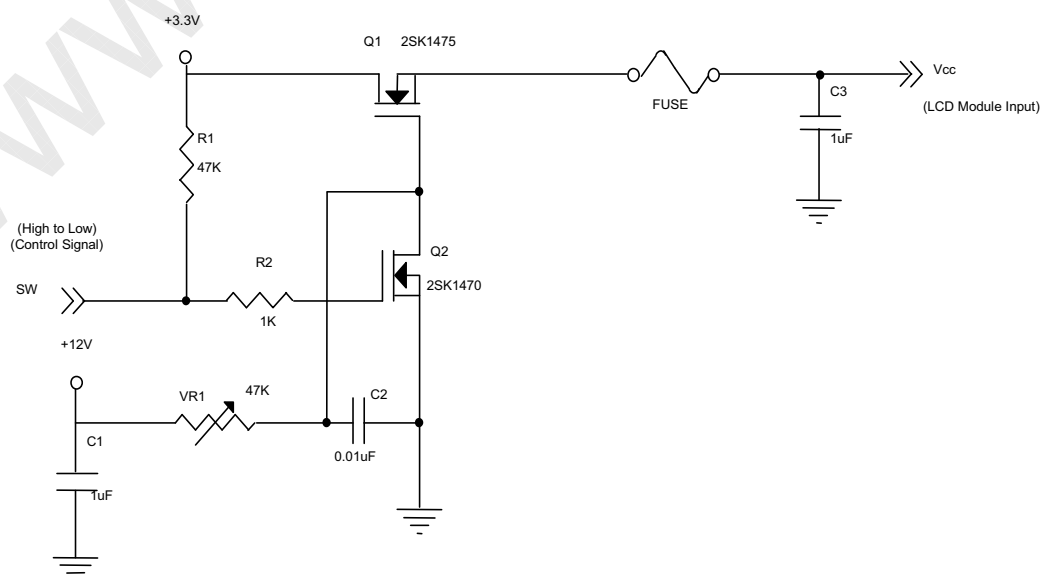 +3.3V
Q1 2SK1475
Vcc
FUSE
C3
(LCD Module Input)
R1
1uF
47K
(High to Low)
(Control Signal)
Q2
R2
2SK1470
SW
1K
+12V
VR1
47K
C2
C1
0.01uF
1uF